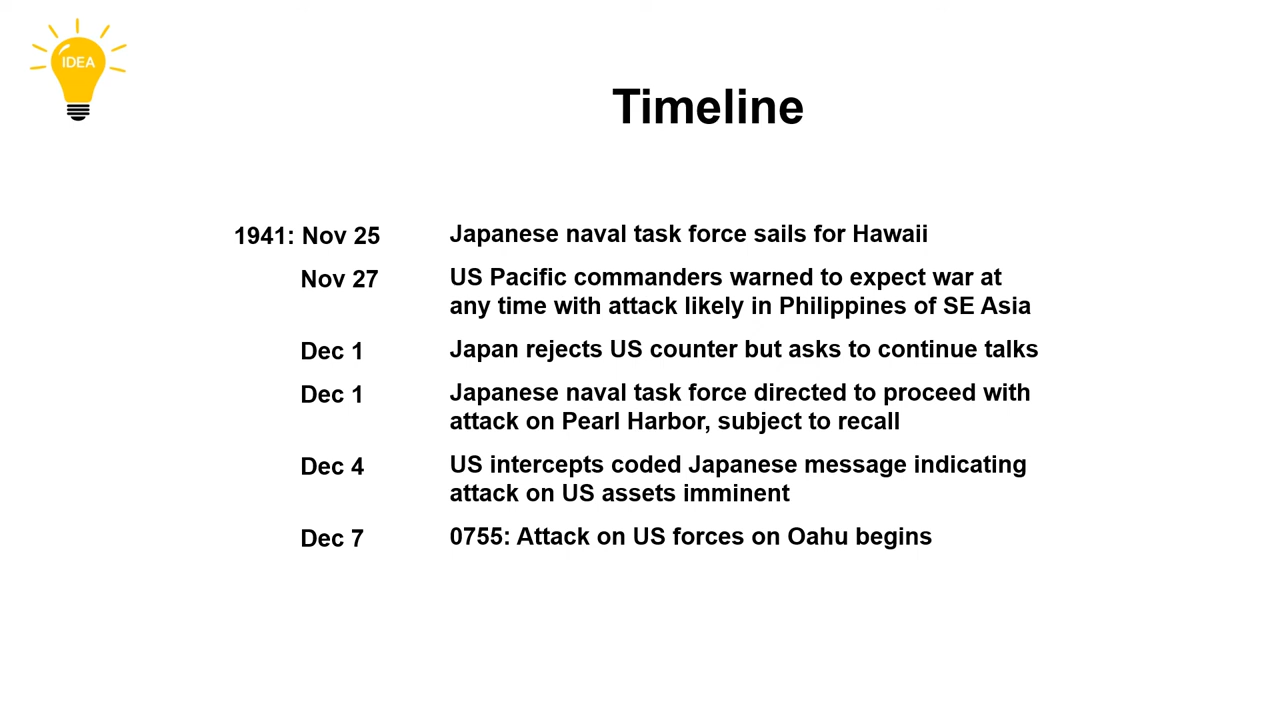 IDEA
Timeline
1941: Nov 25 Japanese naval task force sails for Hawaii
Nov 27 US Pacific commanders warned to expect war at
any time with attack likely in Philippines of SE Asia
Dec 1 Japan rejects US counter but asks to continue talks
Dec 1 Japanese naval task force directed to proceed with
attack on Pearl Harbor, subject to recall
Dec 4 US intercepts coded Japanese message indicating
attack on US assets imminent
Dec 7 0755: Attack on US forces on Oahu begins